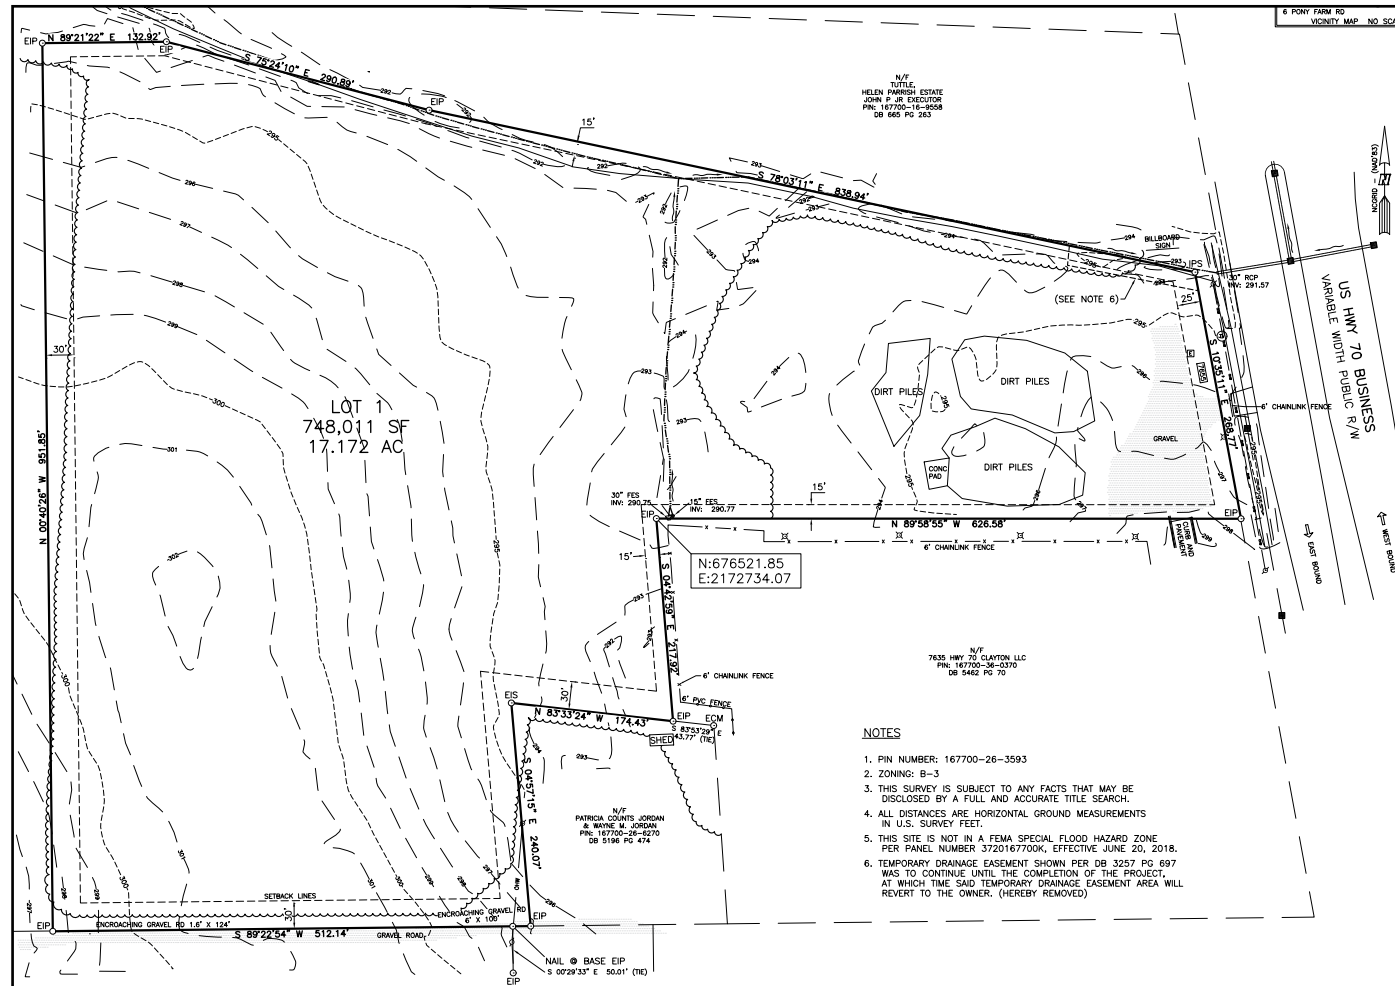 6 PONY FARM RD
VICINITY MAP NO SCA
EIP
N 89°21'22" E 132.92'
EIP
S 75°24'10" E 290.89'
EIP
15'
N/F
TUTTLE,
HELEN PARRISH ESTATE
JOHN P JR EXECUTOR
PIN: 167700-16-9558
DB 665 PG 263
S 78°03'11" E 838.94'
NCGRID - (NAD'83)
N
BILLBOARD
SIGN
IPS
30" RCP
INV: 291.57
(SEE NOTE 6)
25'
US HWY 70 BUSINESS
VARIABLE WIDTH PUBLIC R/W
S 10°35'11" E 268.77'
E
7655
6' CHAINLINK FENCE
30'
LOT 1
748,011 SF
17.172 AC
N 00°40'26" W 951.85'
DIRT PILES
DIRT PILES
DIRT PILES
CONC
PAD
GRAVEL
30" FES
INV: 290.75
15" FES
INV: 290.77
EIP
15'
N 89°58'55" W 626.58'
EIP
6' CHAINLINK FENCE
CURB AND
PAVEMENT
EAST BOUND
WEST BOUND
15'
N:676521.85
E:2172734.07
S 04°42'59" E 217.92'
6' CHAINLINK FENCE
6' PVC FENCE
EIS
30'
N 83°33'24" W 174.43'
EIP
ECM
S 83°53'29" E
43.77' (TIE)
SHED
N/F
7635 HWY 70 CLAYTON LLC
PIN: 167700-36-0370
DB 5462 PG 70
S 04°57'15" E 240.07'
N/F
PATRICIA COUNTS JORDAN
& WAYNE M. JORDAN
PIN: 167700-26-6270
DB 5196 PG 474
NOTES
1. PIN NUMBER: 167700-26-3593
2. ZONING: B-3
3. THIS SURVEY IS SUBJECT TO ANY FACTS THAT MAY BE
DISCLOSED BY A FULL AND ACCURATE TITLE SEARCH.
4. ALL DISTANCES ARE HORIZONTAL GROUND MEASUREMENTS
IN U.S. SURVEY FEET.
5. THIS SITE IS NOT IN A FEMA SPECIAL FLOOD HAZARD ZONE
PER PANEL NUMBER 3720167700K, EFFECTIVE JUNE 20, 2018.
6. TEMPORARY DRAINAGE EASEMENT SHOWN PER DB 3257 PG 697
WAS TO CONTINUE UNTIL THE COMPLETION OF THE PROJECT,
AT WHICH TIME SAID TEMPORARY DRAINAGE EASEMENT AREA WILL
REVERT TO THE OWNER. (HEREBY REMOVED)
SETBACK LINES
30'
OHW
EIP
ENCROACHING GRAVEL RD 1.6' X 124'
ENCROACHING GRAVEL RD
6' X 100'
EIP
S 89°22'54" W 512.14'
GRAVEL ROAD
NAIL @ BASE EIP
S 00°29'33" E 50.01' (TIE)
EIP